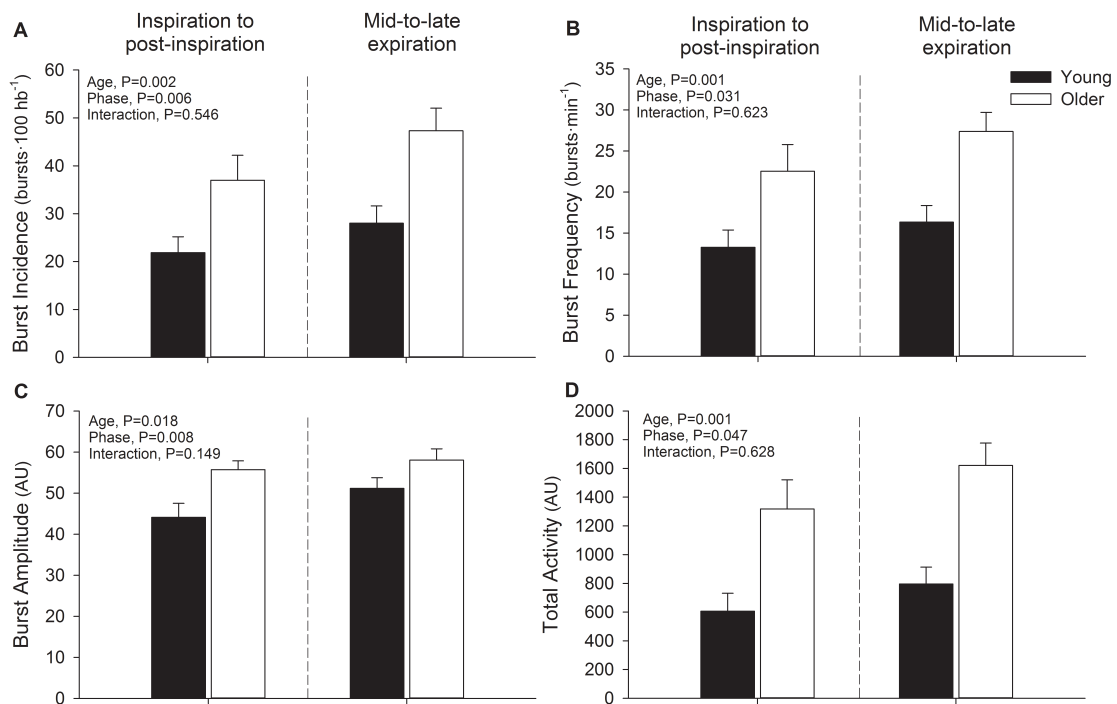 A
Inspiration to
post-inspiration
Mid-to-late
expiration
Burst Incidence (bursts·100 hb⁻¹)
60
50
40
30
20
10
0
Age, P=0.002
Phase, P=0.006
Interaction, P=0.546
B
Inspiration to
post-inspiration
Mid-to-late
expiration
Burst Frequency (bursts·min⁻¹)
35
30
25
20
15
10
5
0
Age, P=0.001
Phase, P=0.031
Interaction, P=0.623
Young
Older
C
Burst Amplitude (AU)
70
60
50
40
30
20
10
0
Age, P=0.018
Phase, P=0.008
Interaction, P=0.149
D
Total Activity (AU)
2000
1800
1600
1400
1200
1000
800
600
400
200
0
Age, P=0.001
Phase, P=0.047
Interaction, P=0.628